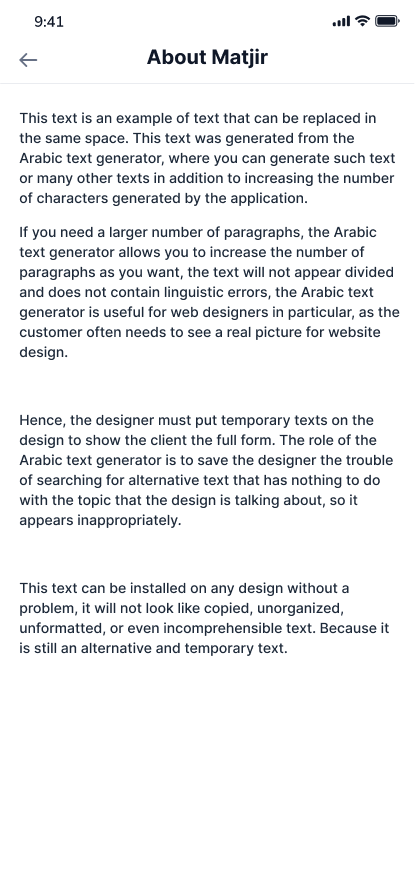 9:41
About Matjir
This text is an example of text that can be replaced in
the same space. This text was generated from the
Arabic text generator, where you can generate such text
or many other texts in addition to increasing the number
of characters generated by the application.
If you need a larger number of paragraphs, the Arabic
text generator allows you to increase the number of
paragraphs as you want, the text will not appear divided
and does not contain linguistic errors, the Arabic text
generator is useful for web designers in particular, as the
customer often needs to see a real picture for website
design.
Hence, the designer must put temporary texts on the
design to show the client the full form. The role of the
Arabic text generator is to save the designer the trouble
of searching for alternative text that has nothing to do
with the topic that the design is talking about, so it
appears inappropriately.
This text can be installed on any design without a
problem, it will not look like copied, unorganized,
unformatted, or even incomprehensible text. Because it
is still an alternative and temporary text.